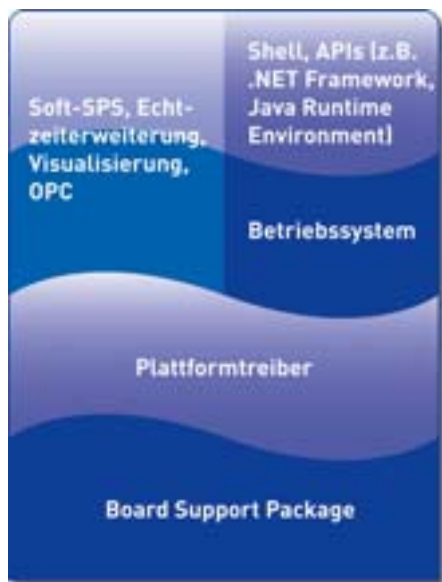 Soft-SPS, Echt-
zeiterweiterung,
Visualisierung,
OPC
Shell, APIs (z.B.
.NET Framework,
Java Runtime
Environment)
Betriebssystem
Plattformtreiber
Board Support Package